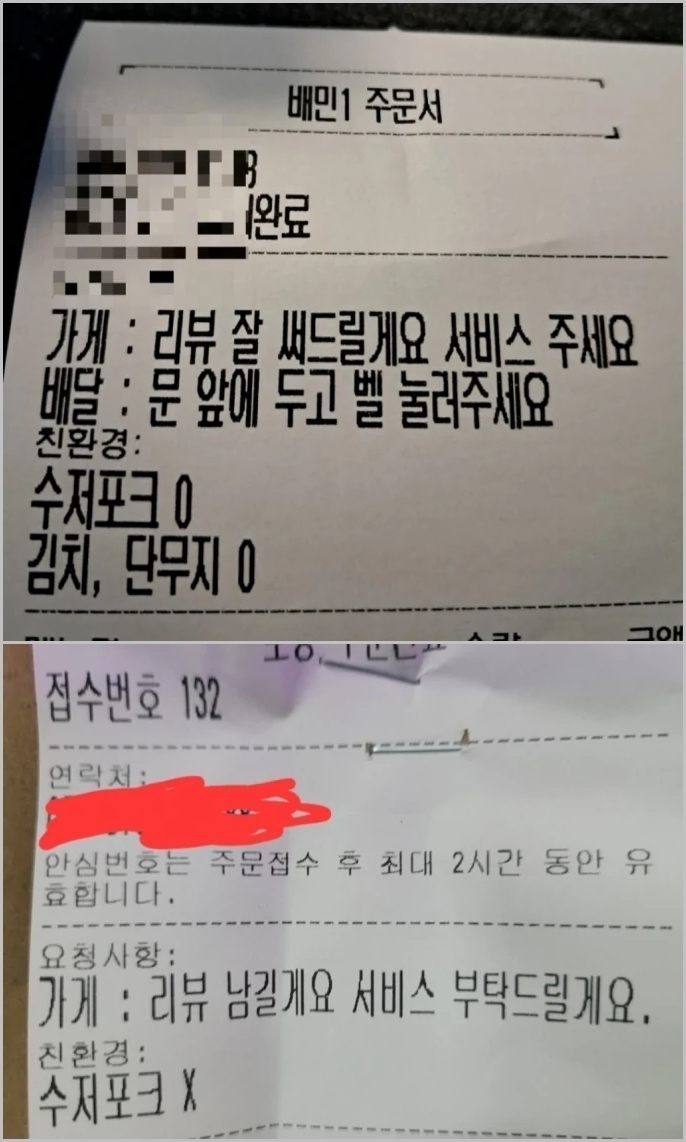 배민1 주문서
완료
가게 : 리뷰 잘 써드릴게요 서비스 주세요
배달 : 문 앞에 두고 벨 눌러주세요
친환경:
수저포크 0
김치, 단무지 0
접수번호 132
연락처:
안심번호는 주문접수 후 최대 2시간 동안 유
효합니다.
요청사항:
가게 : 리뷰 남길게요 서비스 부탁드릴게요.
친환경:
수저포크 X